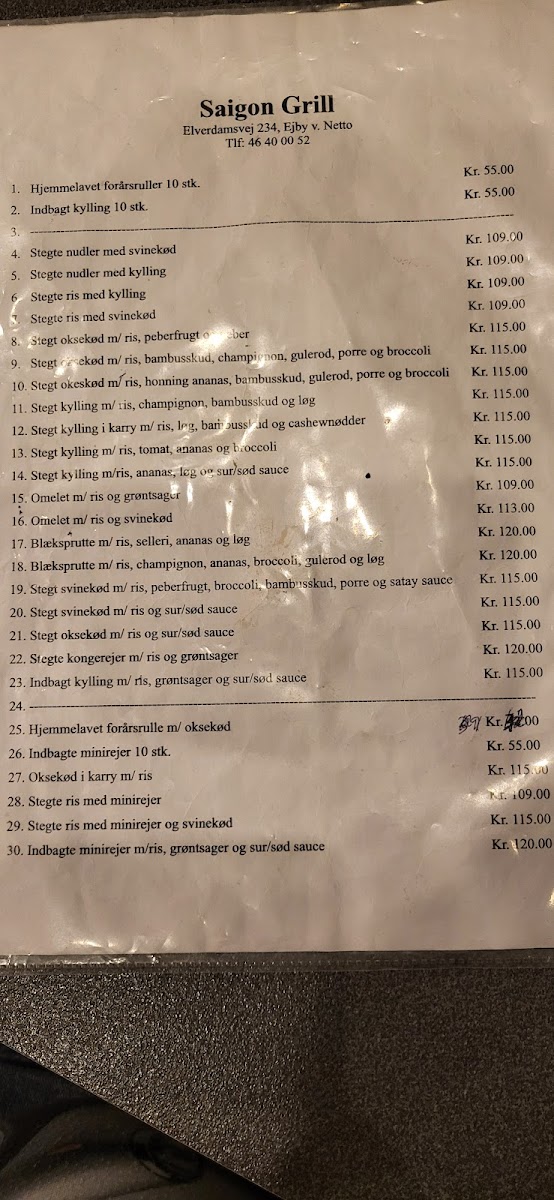 Saigon Grill
Elverdamsvej 234, Ejby v. Netto
Tlf: 46 40 00 52
1. Hjemmelavet forårsruller 10 stk. Kr. 55.00
2. Indbagt kylling 10 stk. Kr. 55.00
3. ----------
4. Stegte nudler med svinekød Kr. 109.00
5. Stegte nudler med kylling Kr. 109.00
6. Stegte ris med kylling Kr. 109.00
7. Stegte ris med svinekød Kr. 109.00
8. Stegt oksekød m/ ris, peberfrugt Kr. 115.00
9. Stegt oksekød m/ ris, bambusskud, champignon, gulerod, porre og broccoli Kr. 115.00
10. Stegt okeskød m/ ris, honning ananas, bambusskud, gulerod, porre og broccoli Kr. 115.00
11. Stegt kylling m/ ris, champignon, bambusskud og løg Kr. 115.00
12. Stegt kylling i karry m/ ris, løg, bambusskud og cashewnødder Kr. 115.00
13. Stegt kylling m/ ris, tomat, ananas og broccoli Kr. 115.00
14. Stegt kylling m/ris, ananas, løg og sur/sød sauce Kr. 115.00
15. Omelet m/ ris og grøntsager Kr. 109.00
16. Omelet m/ ris og svinekød Kr. 113.00
17. Blæksprutte m/ ris, selleri, ananas og løg Kr. 120.00
18. Blæksprutte m/ ris, champignon, ananas, broccoli, gulerod og løg Kr. 120.00
19. Stegt svinekød m/ ris, peberfrugt, broccoli, bambusskud, porre og satay sauce Kr. 115.00
20. Stegt svinekød m/ ris og sur/sød sauce Kr. 115.00
21. Stegt oksekød m/ ris og sur/sød sauce Kr. 115.00
22. Stegte kongerejer m/ ris og grøntsager Kr. 120.00
23. Indbagt kylling m/ ris, grøntsager og sur/sød sauce Kr. 115.00
24. ----------
25. Hjemmelavet forårsrulle m/ oksekød Kr.
26. Indbagte minirejer 10 stk. Kr. 55.00
27. Oksekød i karry m/ ris Kr. 115.00
28. Stegte ris med minirejer Kr. 109.00
29. Stegte ris med minirejer og svinekød Kr. 115.00
30. Indbagte minirejer m/ris, grøntsager og sur/sød sauce Kr. 120.00